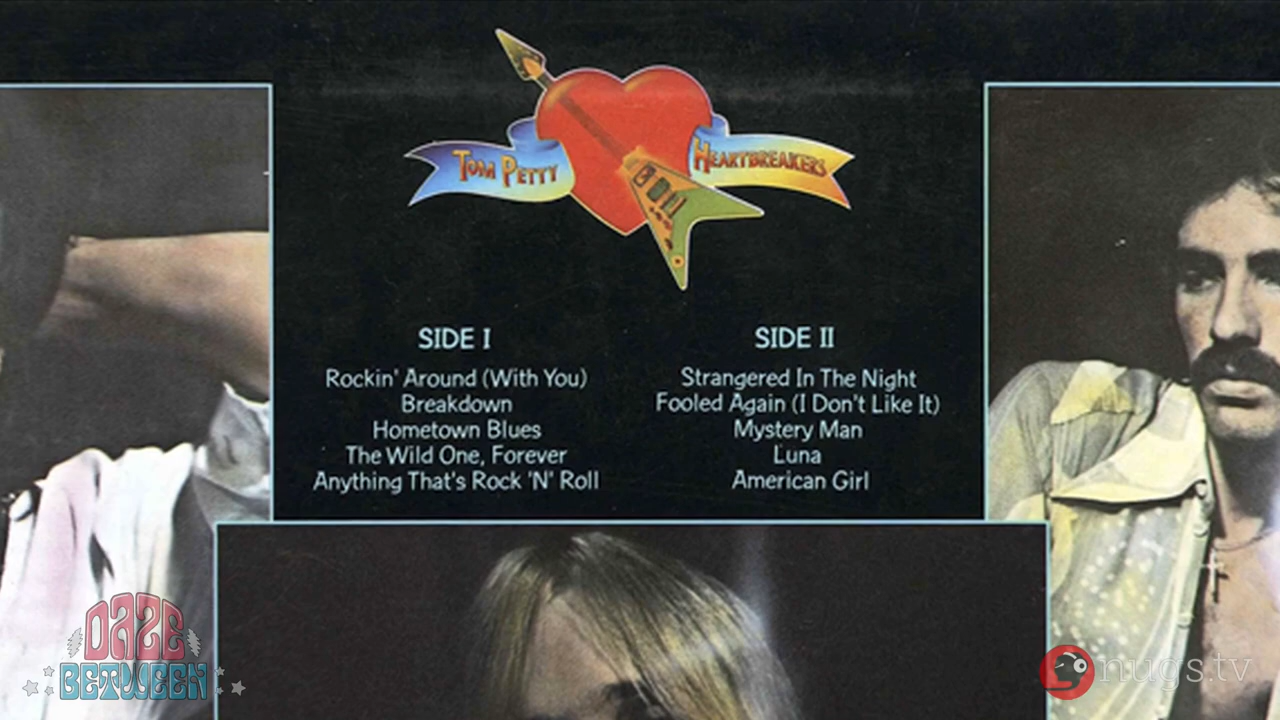 TOM PETTY
HEARTBREAKERS
SIDE I
Rockin' Around (With You)
Breakdown
Hometown Blues
The Wild One, Forever
Anything That's Rock 'N' Roll
SIDE II
Strangered In The Night
Fooled Again (I Don't Like It)
Mystery Man
Luna
American Girl
DAZE
BETWEEN
nugs.tv